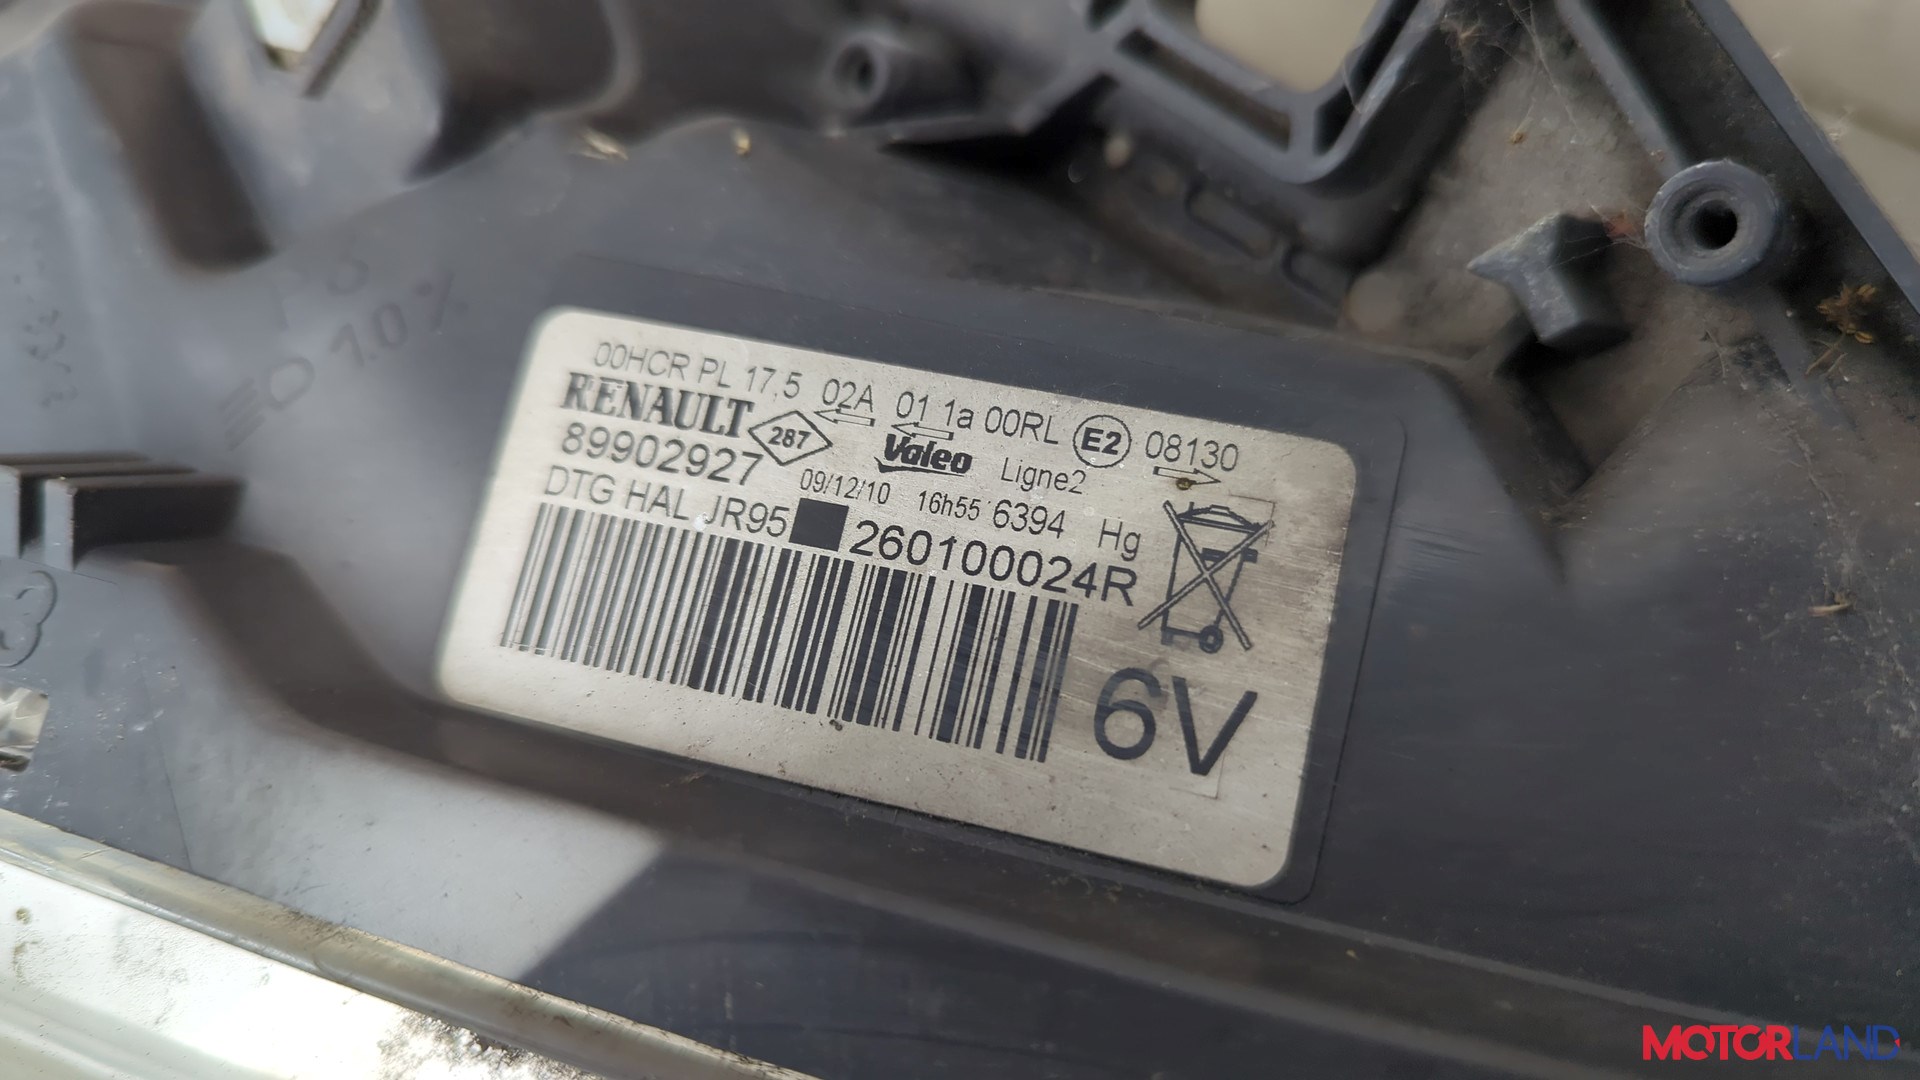 00HCR PL 17,5 02A 01 1a 00RL E2 08130
RENAULT 287 Valeo Ligne2
89902927 09/12/10 16h55 6394 Hg
DTG HAL JR95 260100024R
6V
MOTORLAND